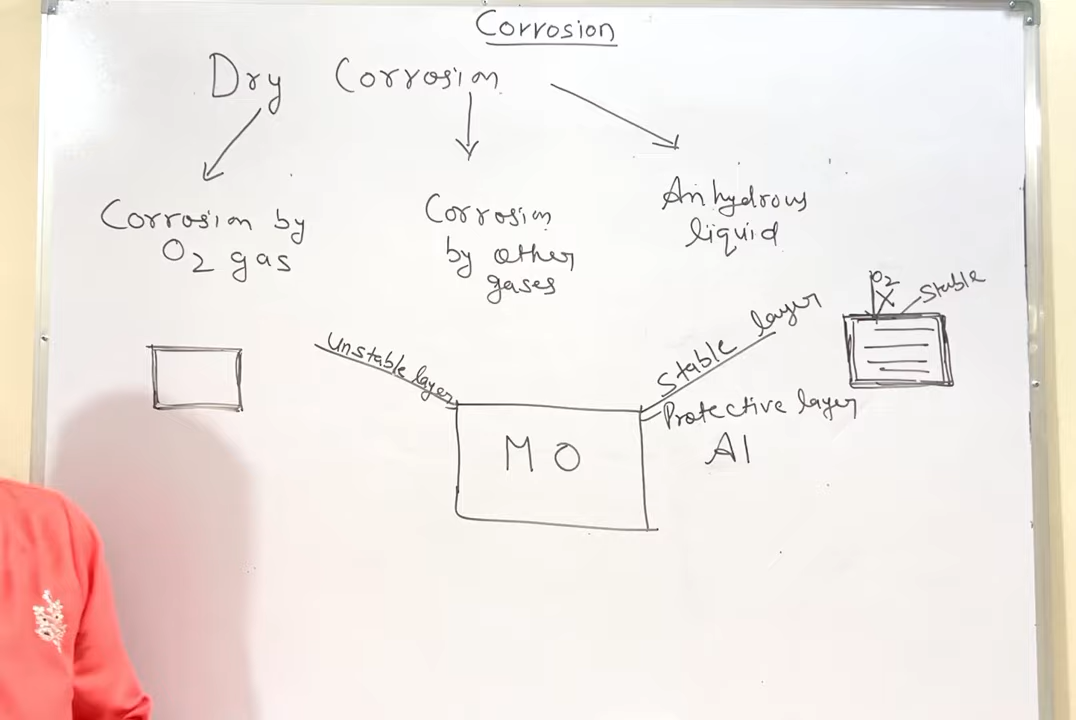 Corrosion
Dry Corrosion
Corrosion by
O2 gas
Corrosion
by other
gases
Anhydrous
liquid
Unstable layer
M O
Stable layer
Protective layer
Al
O2
X
Stable